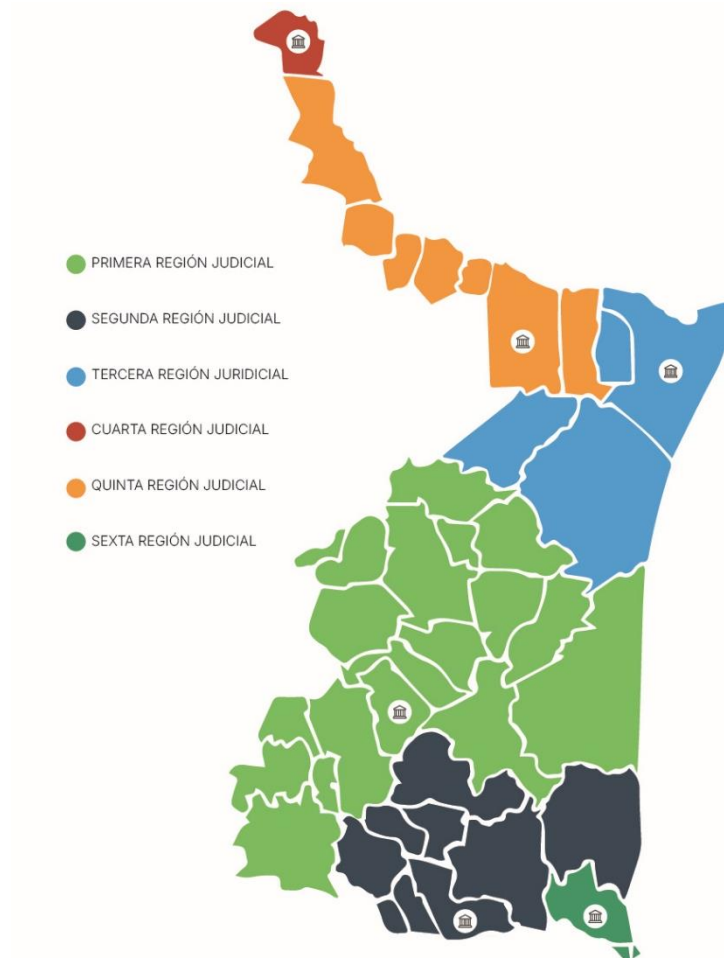 PRIMERA REGIÓN JUDICIAL
SEGUNDA REGIÓN JUDICIAL
TERCERA REGIÓN JURIDICIAL
CUARTA REGIÓN JUDICIAL
QUINTA REGIÓN JUDICIAL
SEXTA REGIÓN JUDICIAL